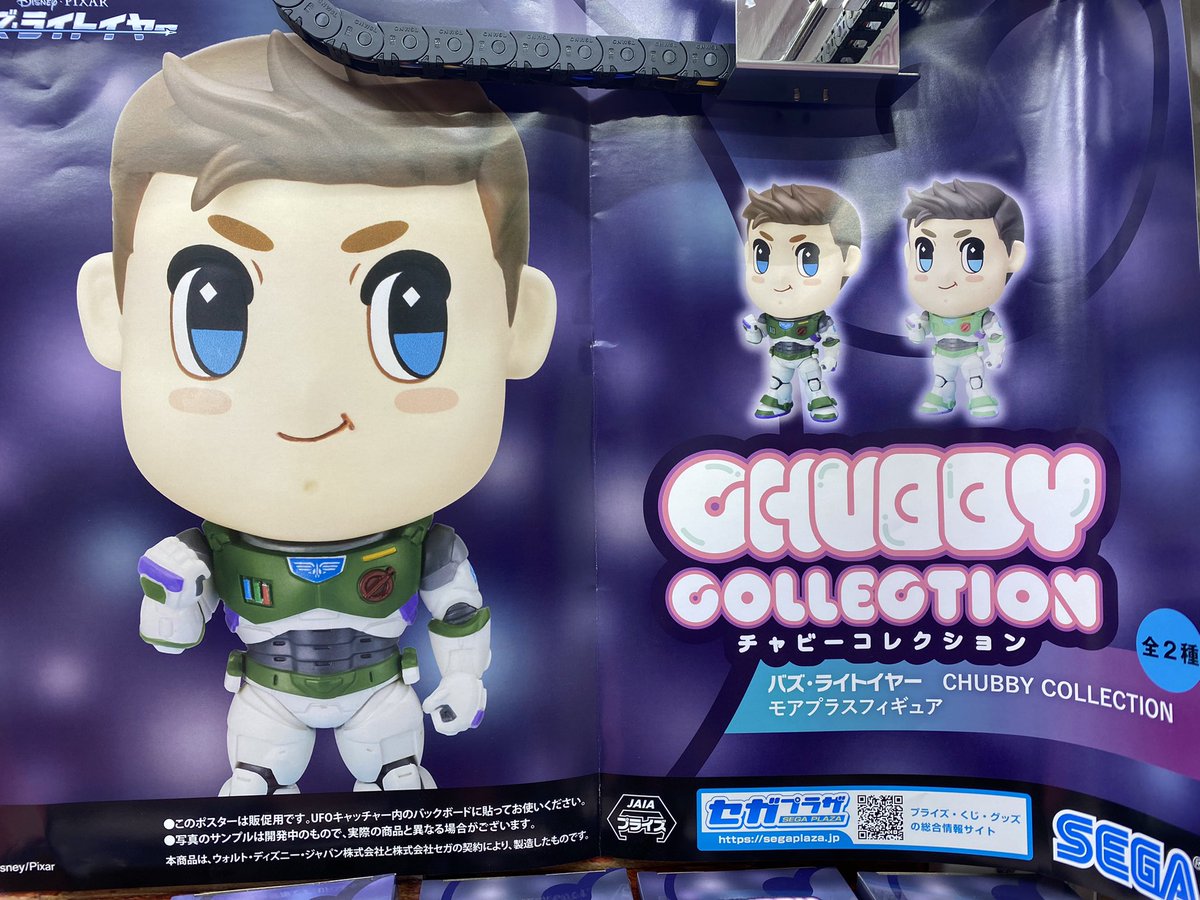 DISNEY・PIXAR
ズ・ライトイヤー
CHUBBY
COLLECTION
チャビーコレクション
全2種
バズ・ライトイヤー CHUBBY COLLECTION
モアプラスフィギュア
●このポスターは販促用です。UFOキャッチャー内のバックボードに貼ってお使いください。
●写真のサンプルは開発中のもので、実際の商品と異なる場合がございます。
本商品は、ウォルト・ディズニー・ジャパン株式会社と株式会社セガの契約により、製造したものです。
sney/Pixar
JAIA
プライズ
セガプラザ
SEGA PLAZA
https://segaplaza.jp
プライズ・くじ・グッズ
の総合情報サイト
SEGA